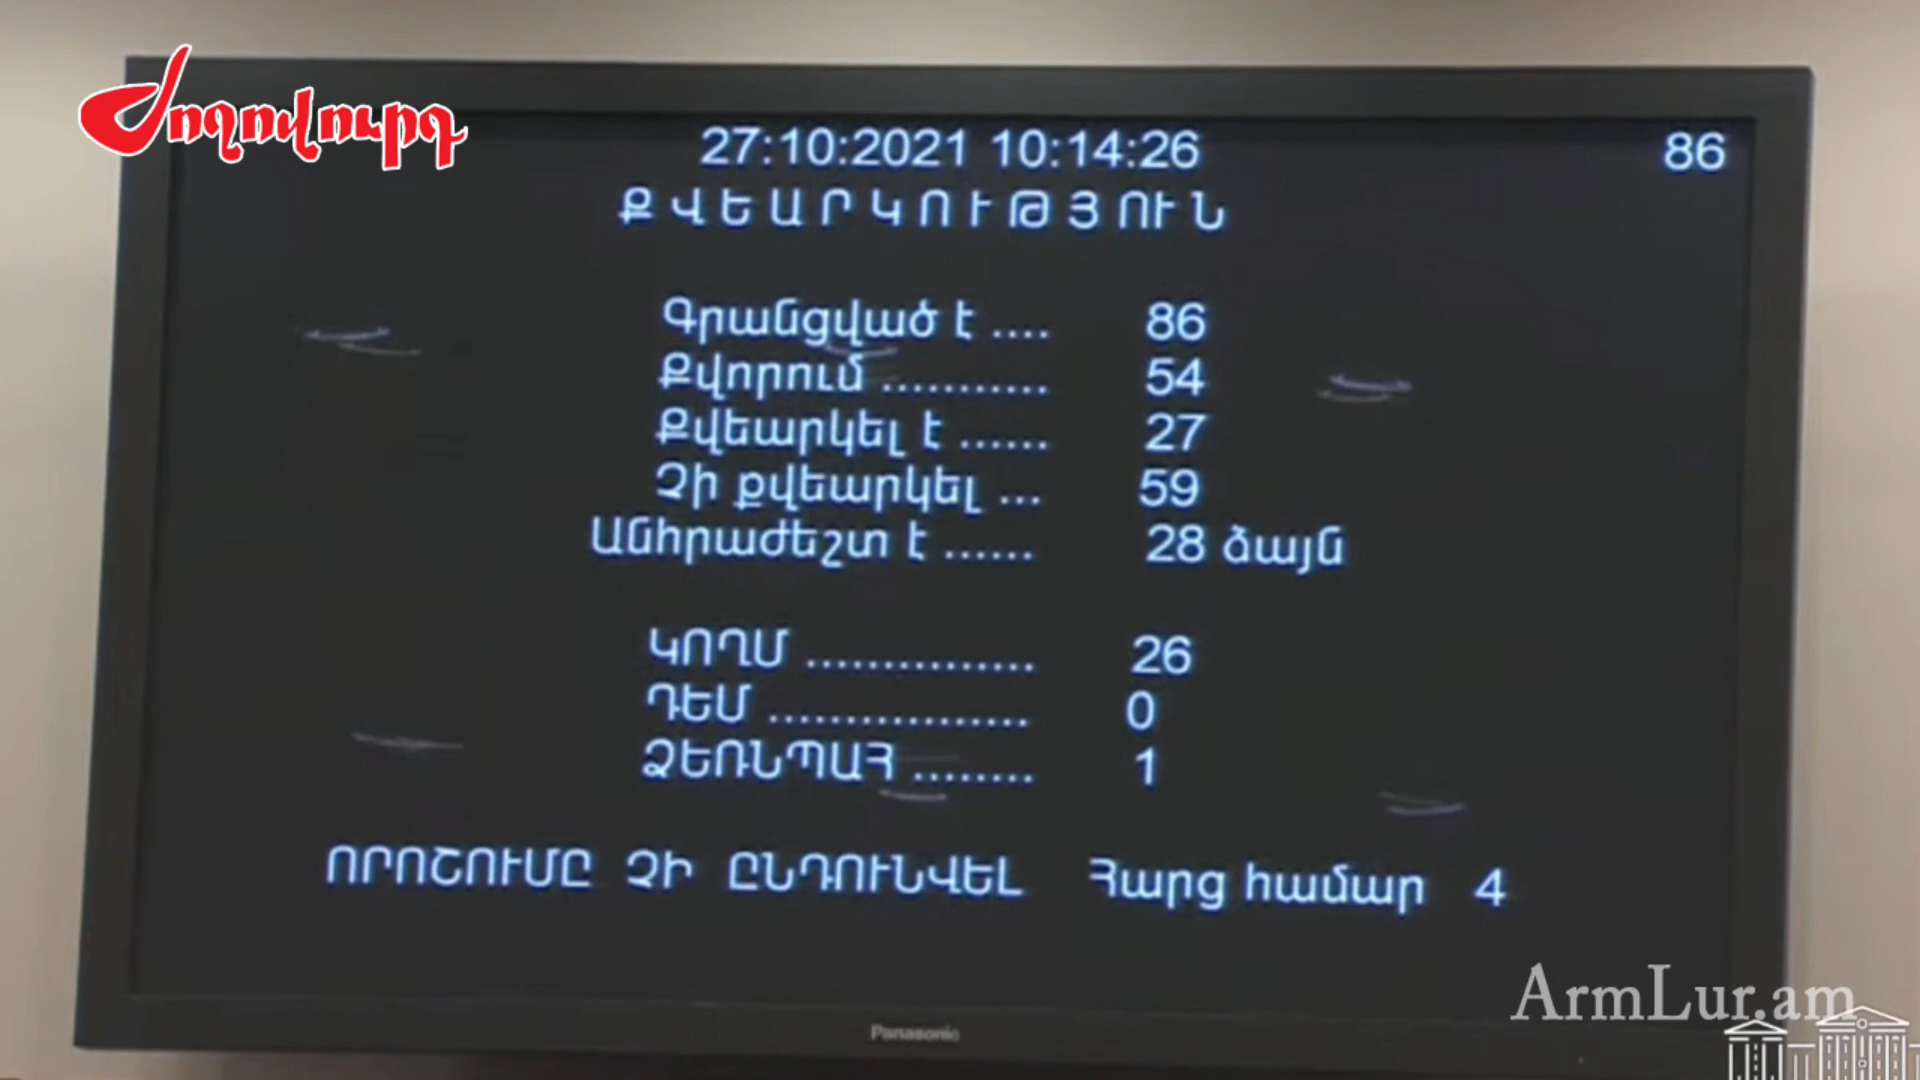 Ժողովուրդ
27:10:2021 10:14:26 86
ՔՎԵԱՐԿՈՒԹՅՈՒՆ
Գրանցված է .... 86
Քվորում ........... 54
Քվեարկել է ...... 27
Չի քվեարկել ... 59
Անհրաժեշտ է ...... 28 ձայն
ԿՈՂՄ ............... 26
ԴԵՄ ................. 0
ՁԵՌՆՊԱՀ ........ 1
ՈՐՈՇՈՒՄԸ ՉԻ ԸՆԴՈՒՆՎԵԼ Հարց համար 4
ArmLur.am
Panasonic